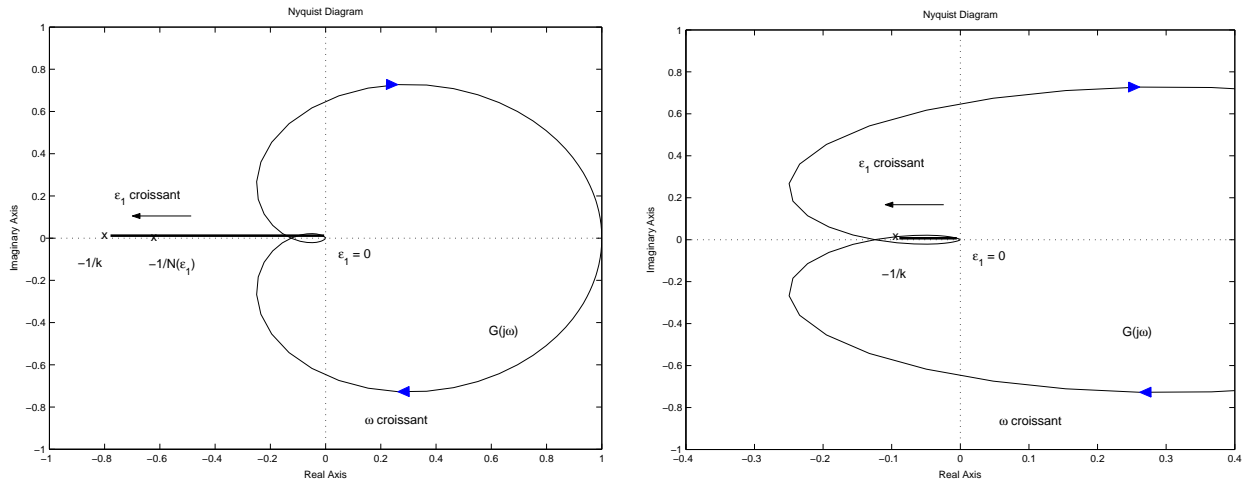 Nyquist Diagram
Imaginary Axis
1
0.8
0.6
0.4
0.2
0
−0.2
−0.4
−0.6
−0.8
−1
ε1 croissant
x
x
−1/k
−1/N(ε1)
ε1 = 0
G(jω)
ω croissant
−1
−0.8
−0.6
−0.4
−0.2
0
0.2
0.4
0.6
0.8
1
Real Axis
Nyquist Diagram
Imaginary Axis
1
0.8
0.6
0.4
0.2
0
−0.2
−0.4
−0.6
−0.8
−1
ε1 croissant
x
ε1 = 0
−1/k
G(jω)
ω croissant
−0.4
−0.3
−0.2
−0.1
0
0.1
0.2
0.3
0.4
Real Axis